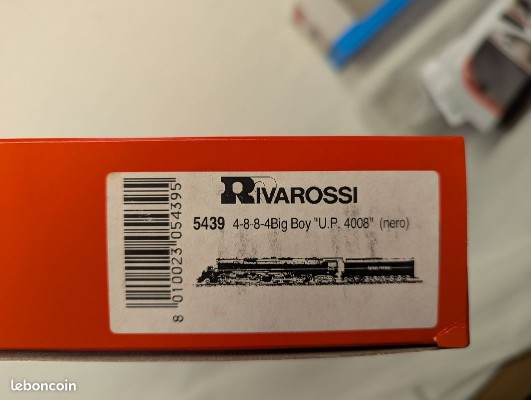 RIVAROSSI
5439 4-8-8-4Big Boy "U.P. 4008" (nero)
8 010023 054395
leboncoin